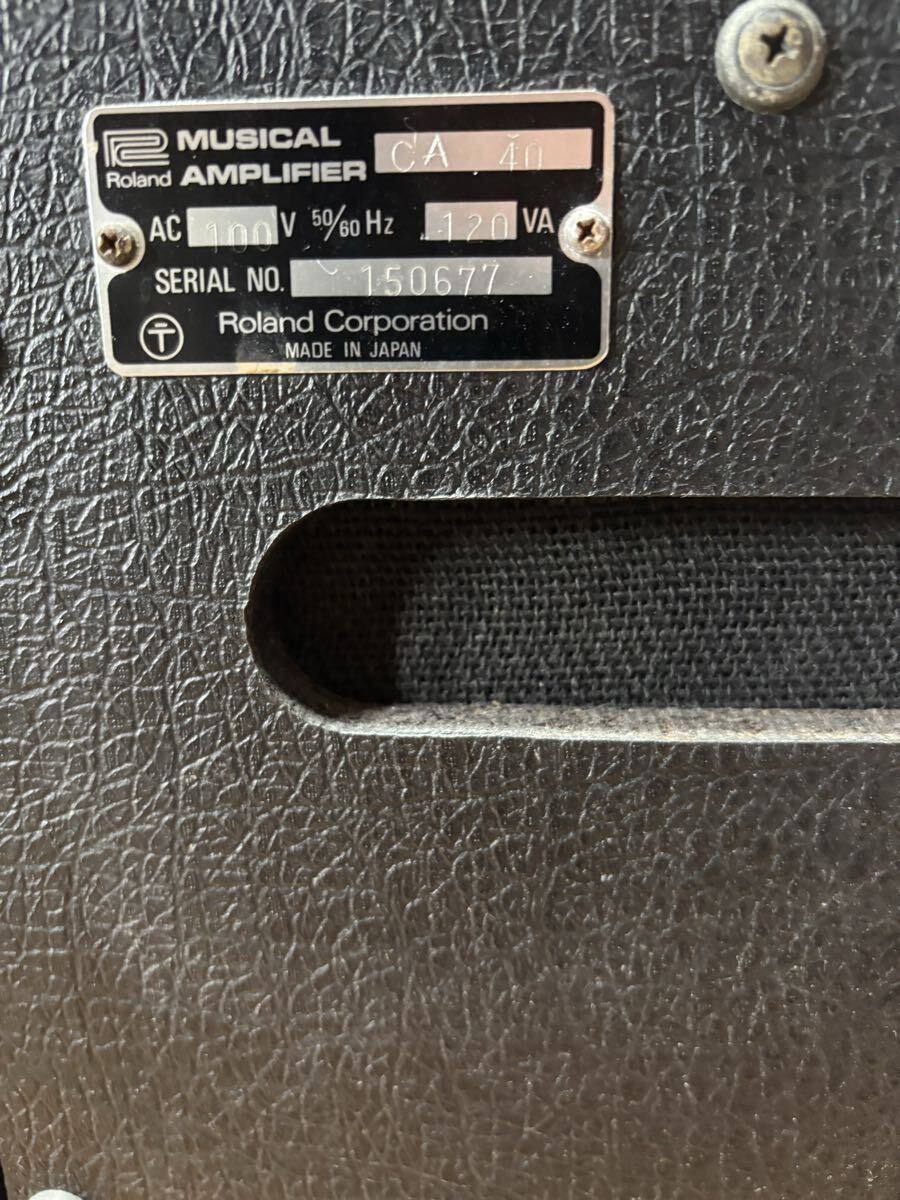 MUSICAL
Roland AMPLIFIER CA 40
AC 100 V 50/60 Hz 120 VA
SERIAL NO. 150677
Roland Corporation
T MADE IN JAPAN